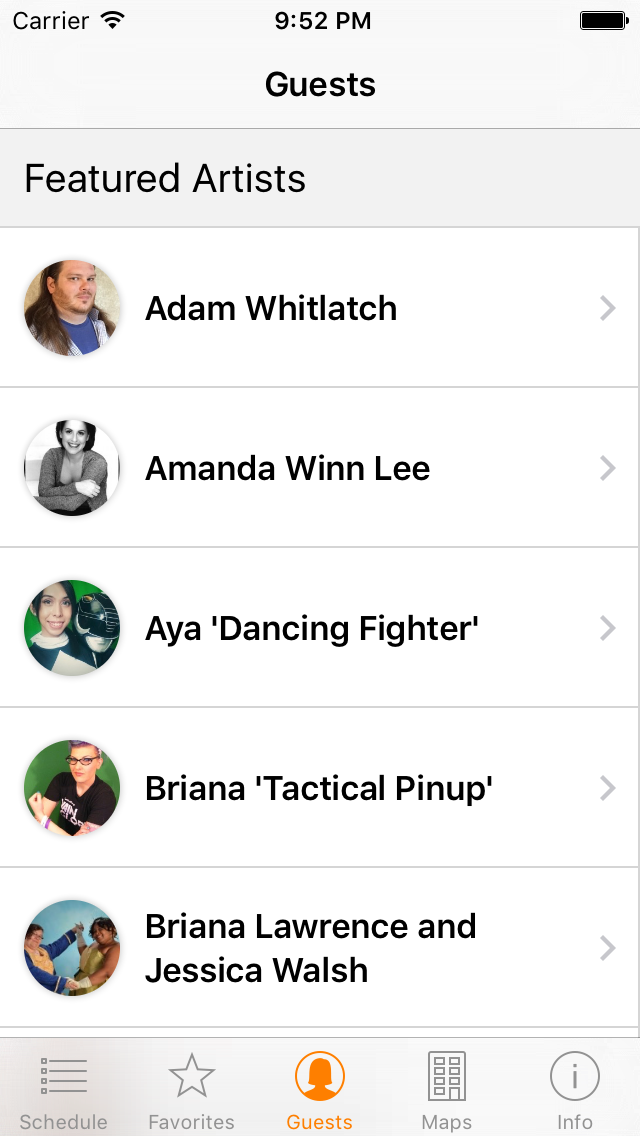 Carrier 9:52 PM
Guests
Featured Artists
Adam Whitlatch
Amanda Winn Lee
Aya 'Dancing Fighter'
Briana 'Tactical Pinup'
Briana Lawrence and
Jessica Walsh
Schedule Favorites Guests Maps Info